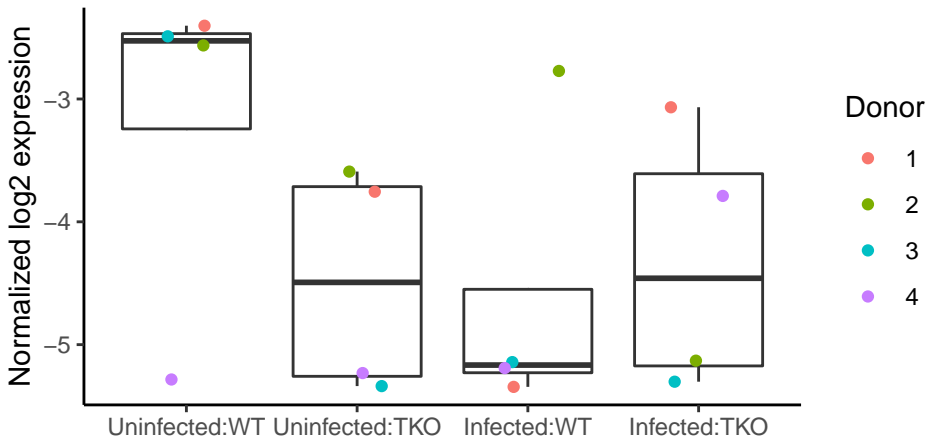 Normalized log2 expression
−3
−4
−5
Uninfected:WT
Uninfected:TKO
Infected:WT
Infected:TKO
Donor
1
2
3
4